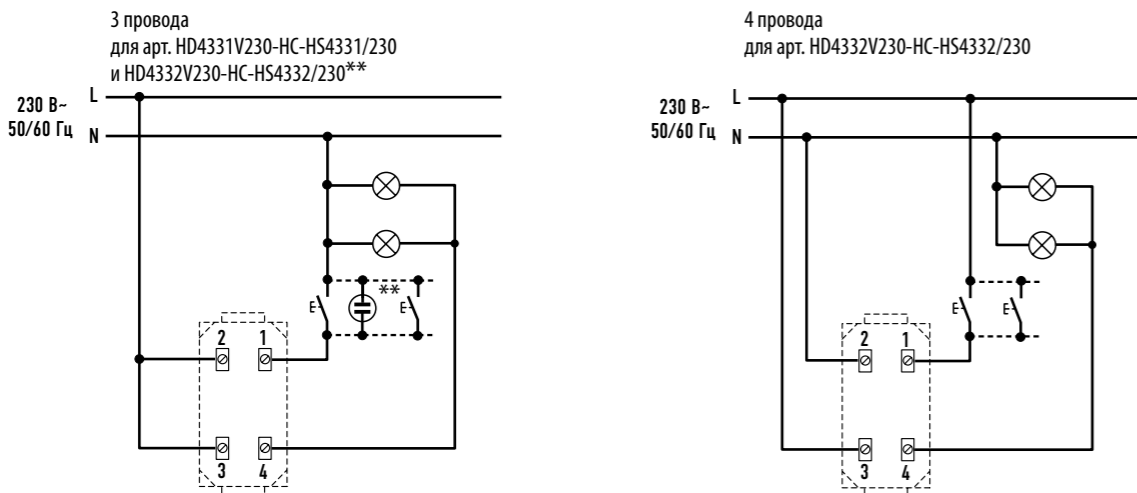 3 провода
для арт. HD4331V230-HC-HS4331/230
и HD4332V230-HC-HS4332/230**
230 В~
50/60 Гц
L
N
**
E
E
2 1
3 4
4 провода
для арт. HD4332V230-HC-HS4332/230
230 В~
50/60 Гц
L
N
E
E
2 1
3 4